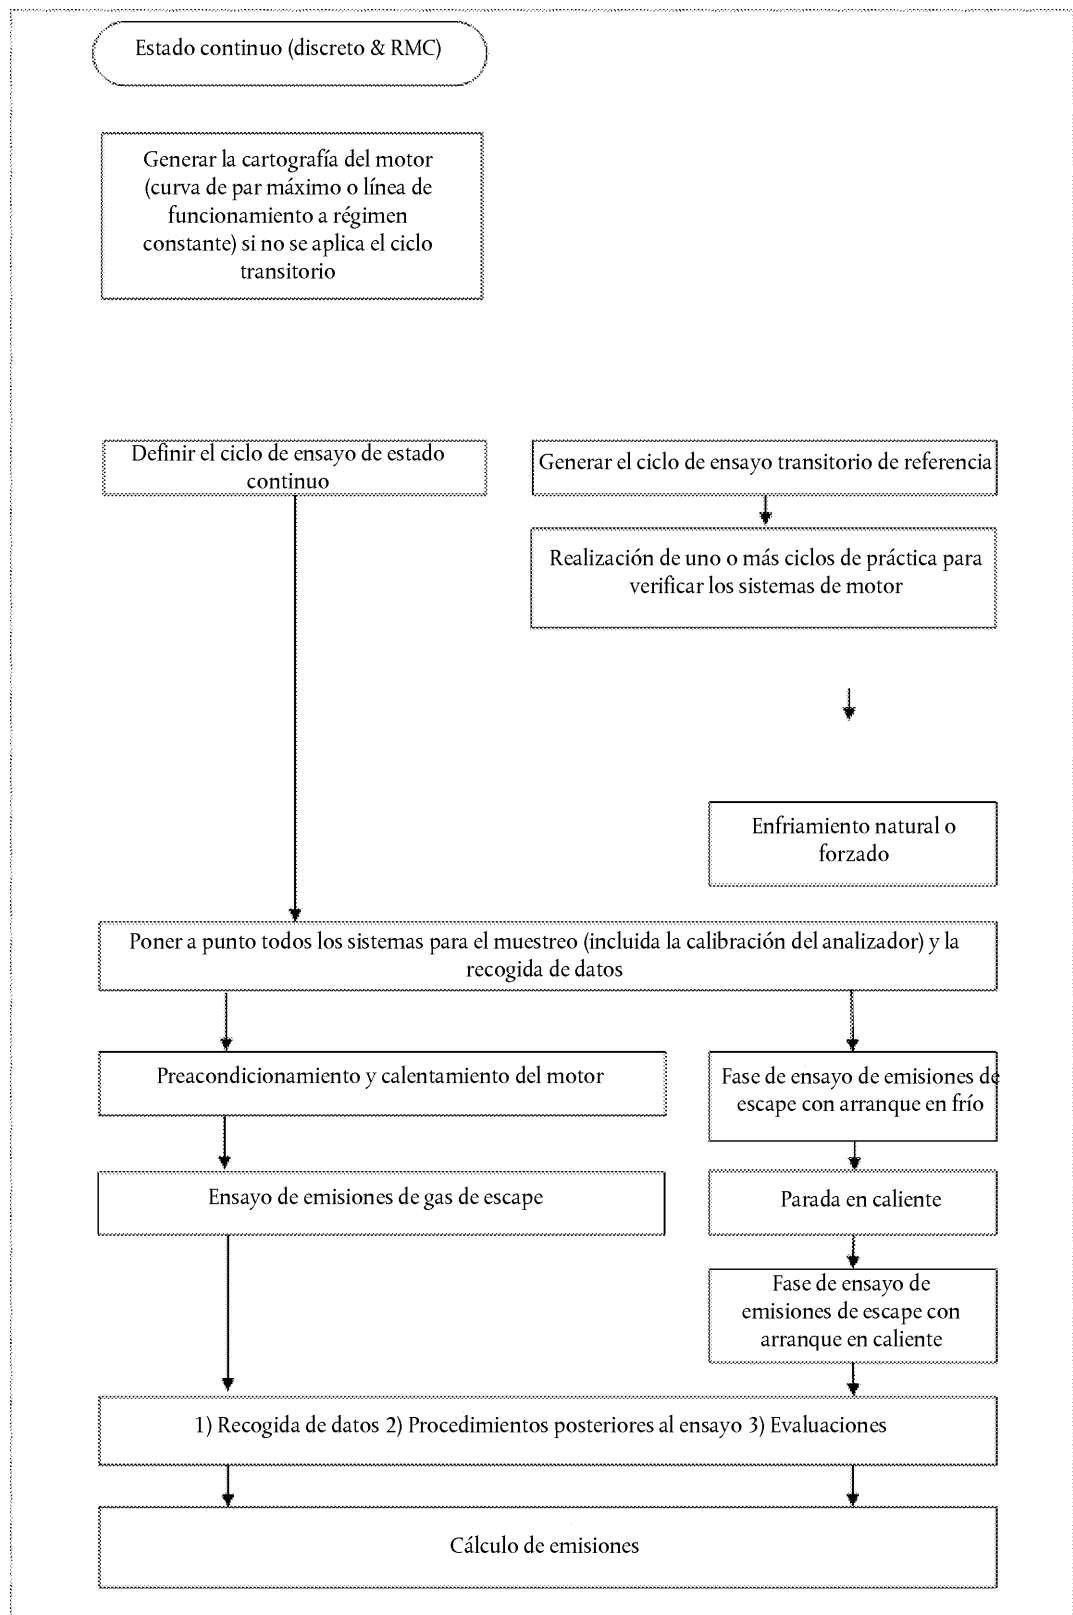 Estado continuo (discreto & RMC)
Generar la cartografía del motor
(curva de par máximo o línea de
funcionamiento a régimen
constante) si no se aplica el ciclo
transitorio
Definir el ciclo de ensayo de estado
continuo
Generar el ciclo de ensayo transitorio de referencia
Realización de uno o más ciclos de práctica para
verificar los sistemas de motor
Enfriamiento natural o
forzado
Poner a punto todos los sistemas para el muestreo (incluida la calibración del analizador) y la
recogida de datos
Preacondicionamiento y calentamiento del motor
Fase de ensayo de emisiones de
escape con arranque en frío
Ensayo de emisiones de gas de escape
Parada en caliente
Fase de ensayo de
emisiones de escape con
arranque en caliente
1) Recogida de datos 2) Procedimientos posteriores al ensayo 3) Evaluaciones
Cálculo de emisiones